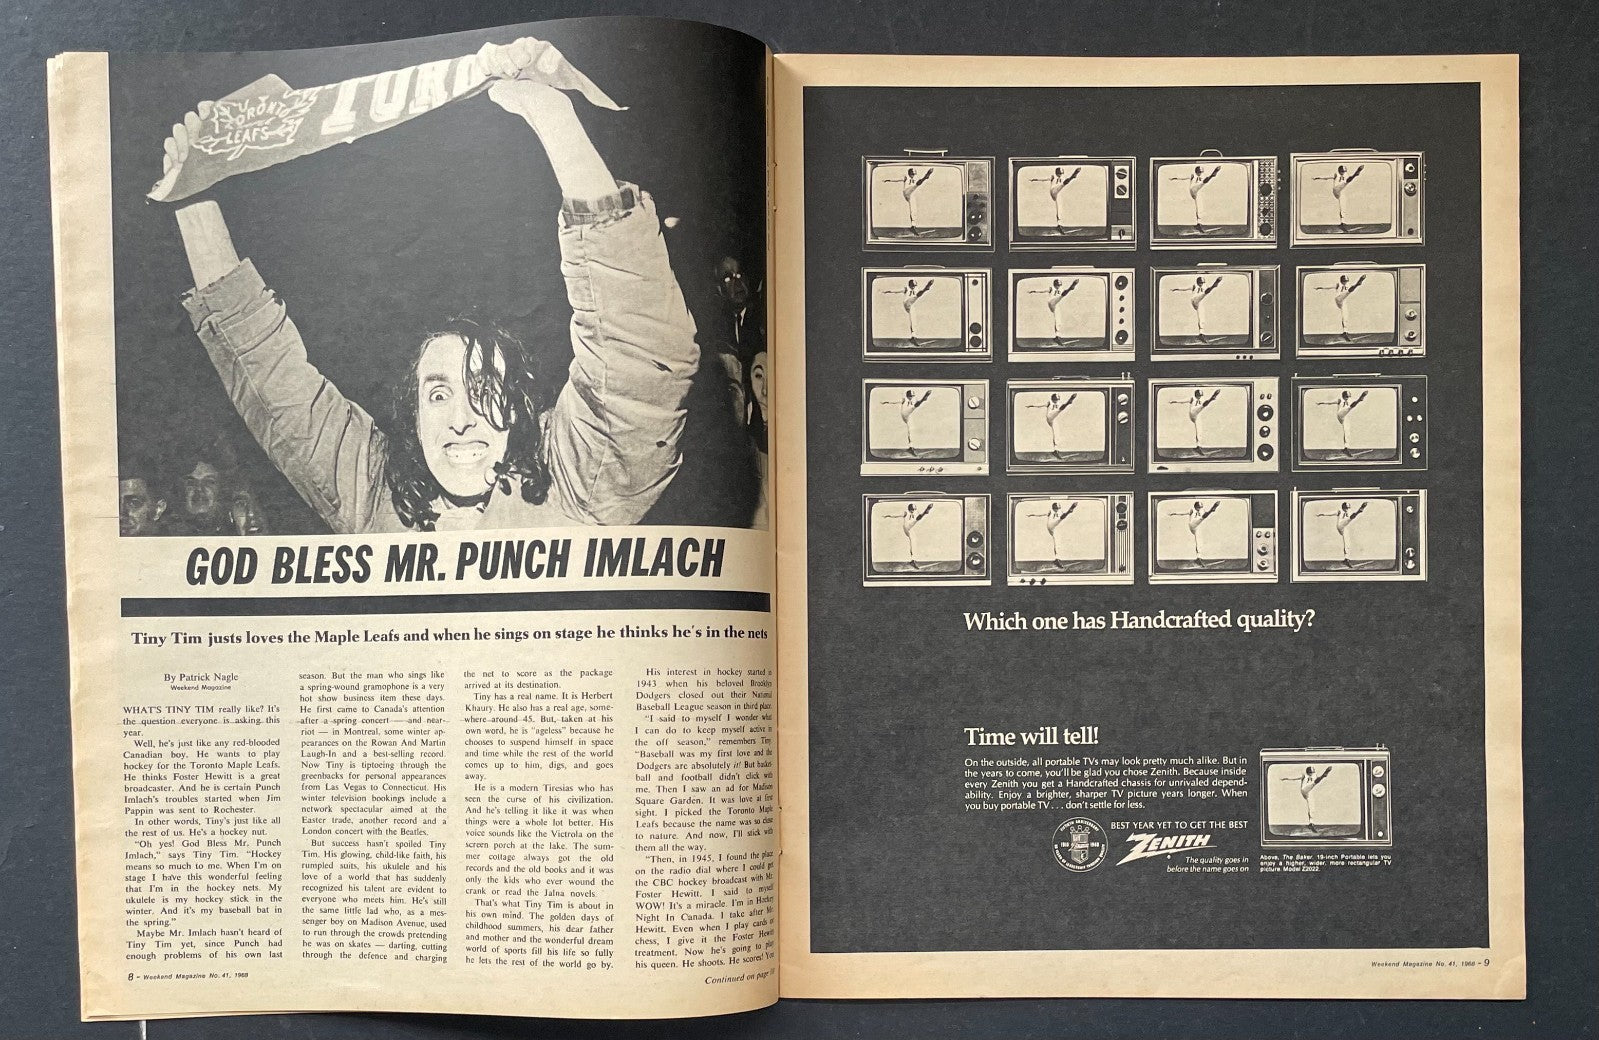 TORONTO
LEAFS
TORO
GOD BLESS MR. PUNCH IMLACH
Tiny Tim justs loves the Maple Leafs and when he sings on stage he thinks he's in the nets
By Patrick Nagle
Weekend Magazine
WHAT'S TINY TIM really like? It's
the question everyone is asking this
year.
Well, he's just like any red-blooded
Canadian boy. He wants to play
hockey for the Toronto Maple Leafs.
He thinks Foster Hewitt is a great
broadcaster. And he is certain Punch
Imlach's troubles started when Jim
Pappin was sent to Rochester.
In other words, Tiny's just like all
the rest of us. He's a hockey nut.
"Oh yes! God Bless Mr. Punch
Imlach," says Tiny Tim. "Hockey
means so much to me. When I'm on
stage I have this wonderful feeling
that I'm in the hockey nets. My
ukulele is my hockey stick in the
winter. And it's my baseball bat in
the spring."
Maybe Mr. Imlach hasn't heard of
Tiny Tim yet, since Punch had
enough problems of his own last
season. But the man who sings like
a spring-wound gramophone is a very
hot show business item these days.
He first came to Canada's attention
after a spring concert — and near-
riot — in Montreal, some winter ap-
pearances on the Rowan And Martin
Laugh-In and a best-selling record.
Now Tiny is tiptoeing through the
greenbacks for personal appearances
from Las Vegas to Connecticut. His
winter television bookings include a
network spectacular aimed at the
Easter trade, another record and a
London concert with the Beatles.
But success hasn't spoiled Tiny
Tim. His glowing, child-like faith, his
rumpled suits, his ukulele and his
love of a world that has suddenly
recognized his talent are evident to
everyone who meets him. He's still
the same little lad who, as a mes-
senger boy on Madison Avenue, used
to run through the crowds pretending
he was on skates — darting, cutting
through the defence and charging
the net to score as the package
arrived at its destination.
Tiny has a real name. It is Herbert
Khaury. He also has a real age, some-
where around 45. But, taken at his
own word, he is "ageless" because he
chooses to suspend himself in space
and time while the rest of the world
comes up to him, digs, and goes
away.
He is a modern Tiresias who has
seen the curse of his civilization.
And he's telling it like it was when
things were a whole lot better. His
voice sounds like the Victrola on the
screen porch at the lake. The sum-
mer cottage always got the old
records and the old books and it was
only the kids who ever wound the
crank or read the Jalna novels.
That's what Tiny Tim is about in
his own mind. The golden days of
childhood summers, his dear father
and mother and the wonderful dream
world of sports fill his life so fully
he lets the rest of the world go by.
His interest in hockey started in
1943 when his beloved Brooklyn
Dodgers closed out their National
Baseball League season in third place.
"I said to myself I wonder what
I can do to keep myself active in
the off season," remembers Tiny.
"Baseball was my first love and the
Dodgers are absolutely it! But basket-
ball and football didn't click with
me. Then I saw an ad for Madison
Square Garden. It was love at first
sight. I picked the Toronto Maple
Leafs because the name was so close
to nature. And now, I'll stick with
them all the way.
"Then, in 1945, I found the place
on the radio dial where I could get
the CBC hockey broadcast with Mr.
Foster Hewitt. I said to myself
WOW! It's a miracle. I'm in Hockey
Night In Canada. I take after Mr.
Hewitt. Even when I play cards or
chess, I give it the Foster Hewitt
treatment. Now he's going to play
his queen. He shoots. He scores! You
Continued on page
8 – Weekend Magazine No. 41, 1968
Which one has Handcrafted quality?
Time will tell!
On the outside, all portable TVs may look pretty much alike. But in
the years to come, you'll be glad you chose Zenith. Because inside
every Zenith you get a Handcrafted chassis for unrivaled depend-
ability. Enjoy a brighter, sharper TV picture years longer. When
you buy portable TV . . . don't settle for less.
BEST YEAR YET TO GET THE BEST
ZENITH
The quality goes in
before the name goes on
Above, The Baker. 19-inch Portable lets you
enjoy a higher, wider, more rectangular TV
picture. Model Z2022.
Weekend Magazine No. 41, 1968 – 9